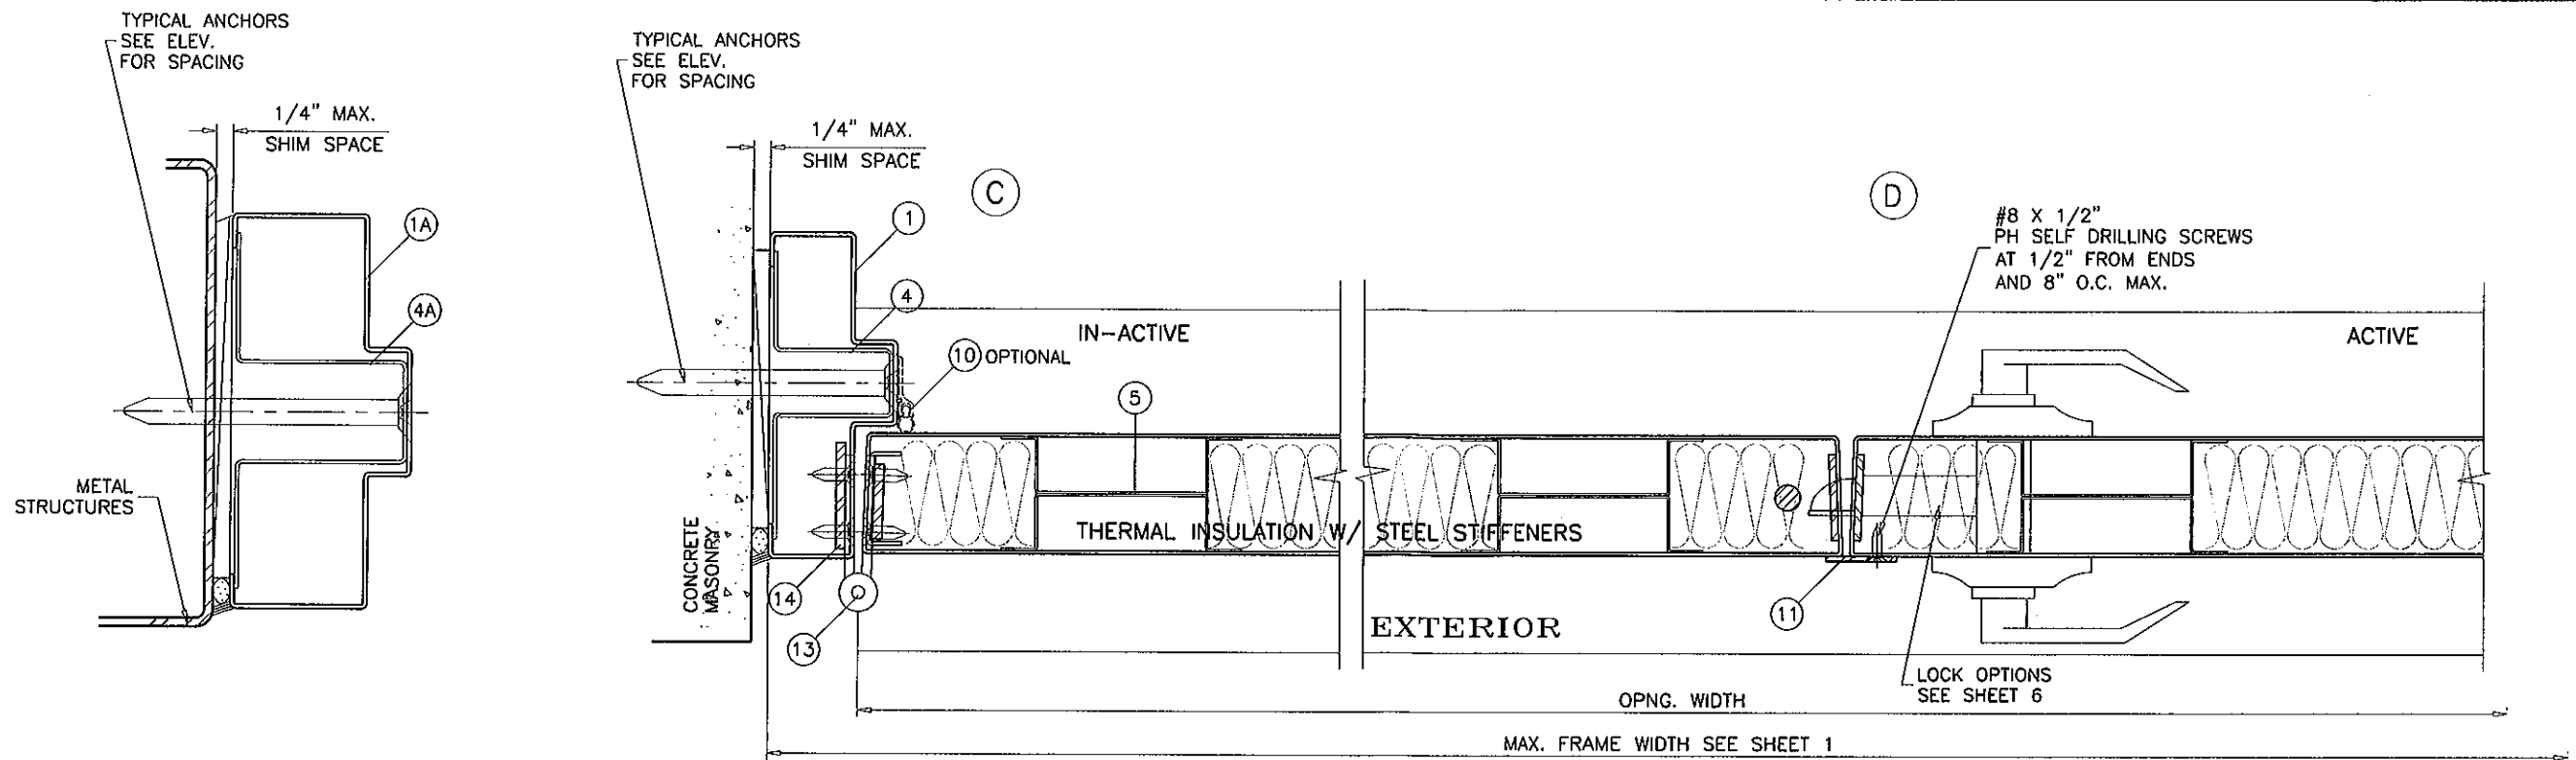 TYPICAL ANCHORS
SEE ELEV.
FOR SPACING
1/4" MAX.
SHIM SPACE
1A
4A
METAL
STRUCTURES
TYPICAL ANCHORS
SEE ELEV.
FOR SPACING
1/4" MAX.
SHIM SPACE
C
1
4
IN-ACTIVE
10 OPTIONAL
5
D
#8 X 1/2"
PH SELF DRILLING SCREWS
AT 1/2" FROM ENDS
AND 8" O.C. MAX.
ACTIVE
THERMAL INSULATION W/ STEEL STIFFENERS
CONCRETE
MASONRY
14
13
11
EXTERIOR
LOCK OPTIONS
SEE SHEET 6
OPNG. WIDTH
MAX. FRAME WIDTH SEE SHEET 1